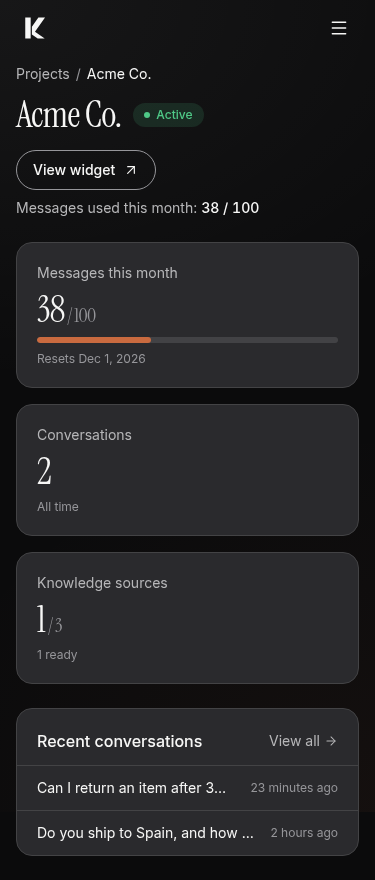 K
Projects / Acme Co.
Acme Co. Active
View widget
Messages used this month: 38 / 100
Messages this month
38 /100
Resets Dec 1, 2026
Conversations
2
All time
Knowledge sources
1 /3
1 ready
Recent conversations View all →
Can I return an item after 3... 23 minutes ago
Do you ship to Spain, and how ... 2 hours ago